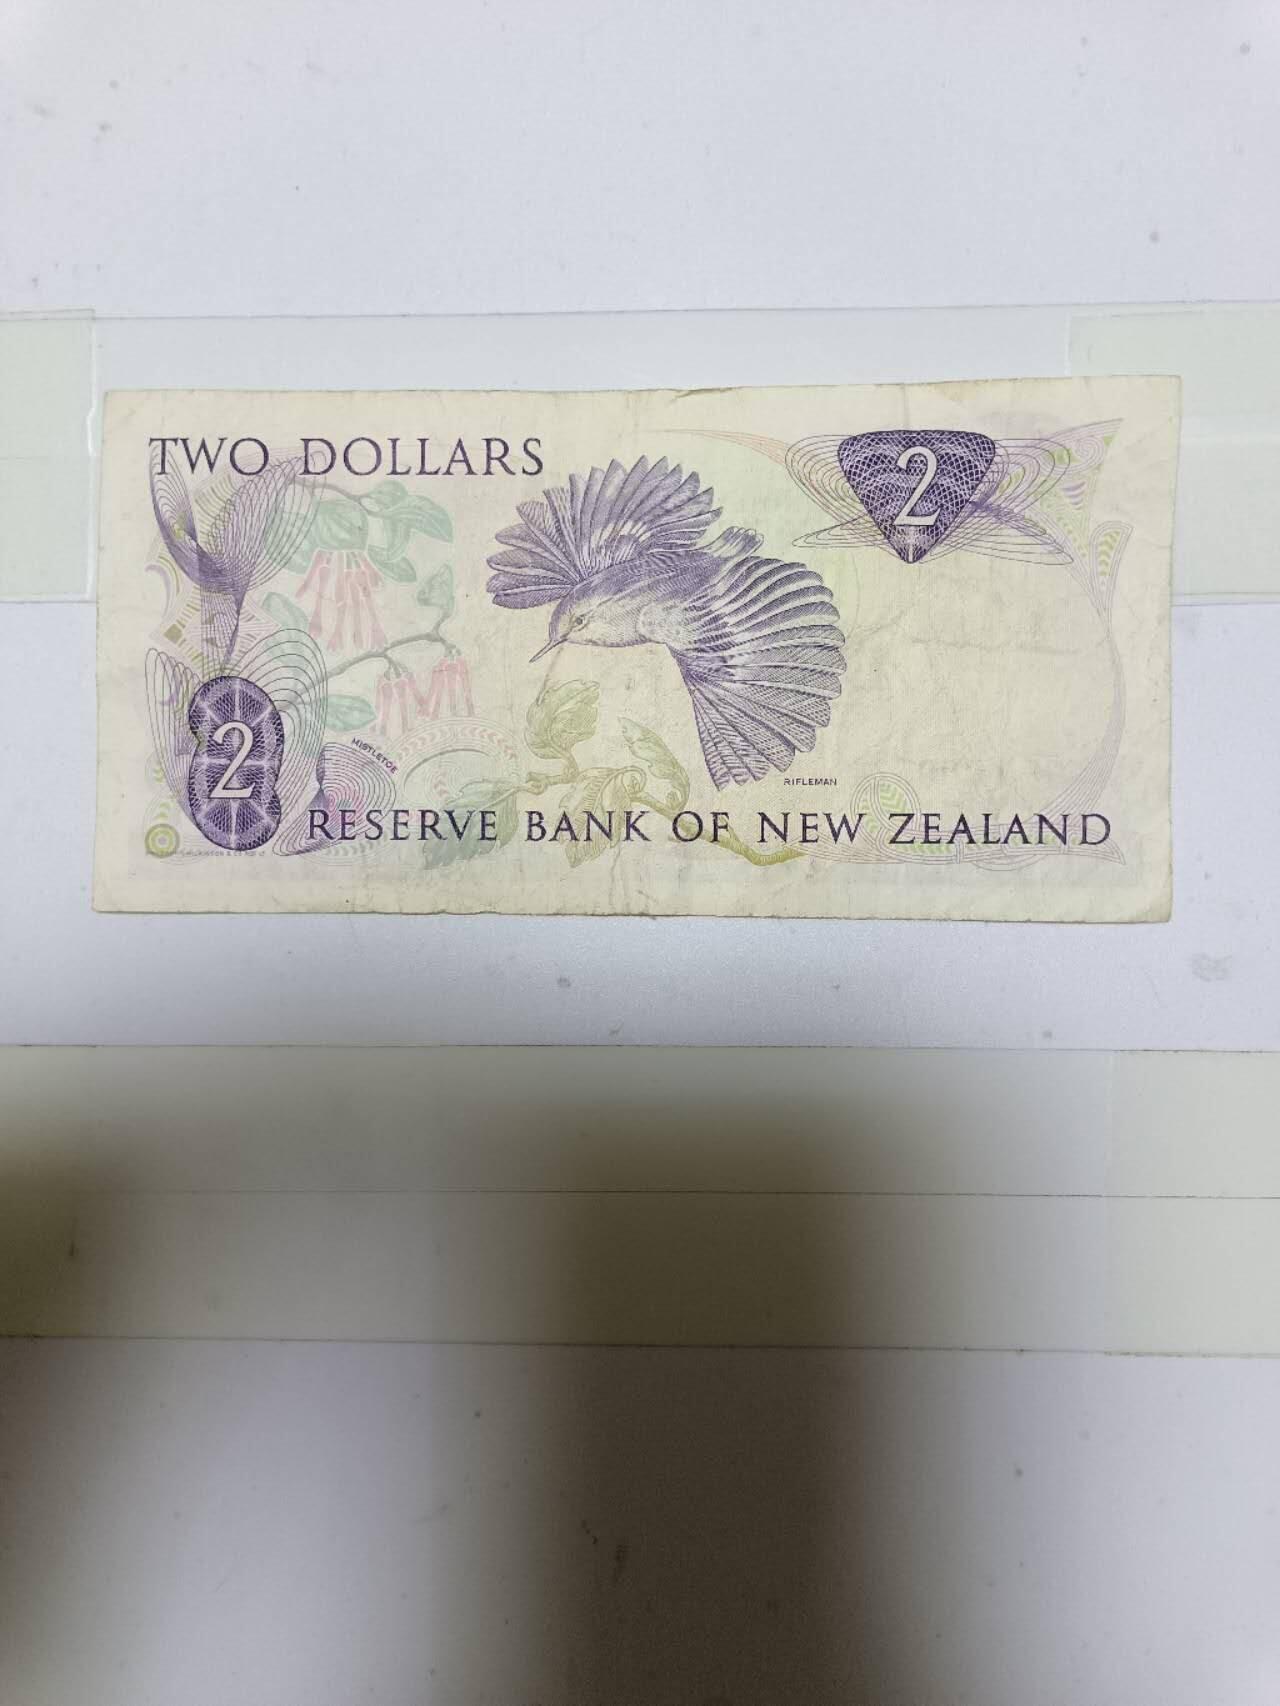 TWO DOLLARS
2
MISTLETOE
2
RIFLEMAN
RESERVE BANK OF NEW ZEALAND